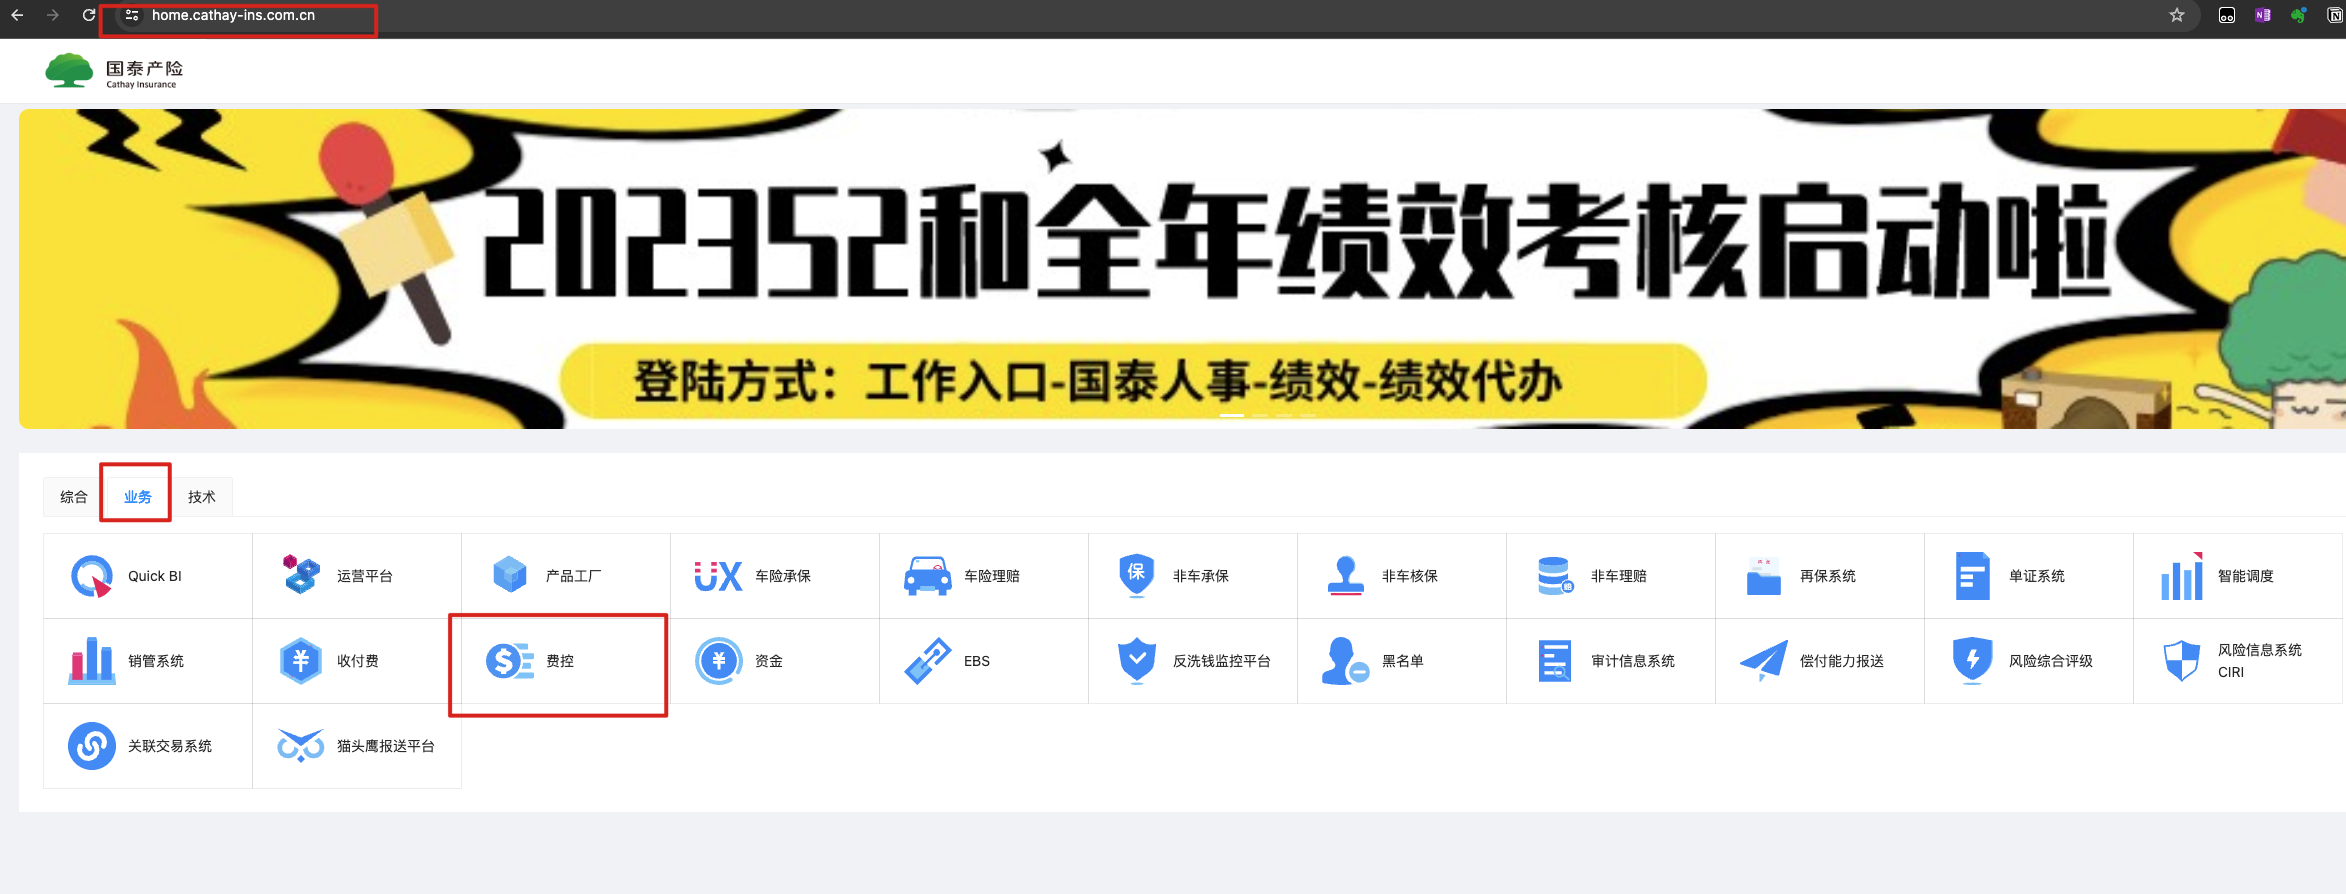 home.cathay-ins.com.cn
国泰产险
Cathay Insurance
2023S2和全年绩效考核启动啦
登陆方式：工作入口-国泰人事-绩效-绩效代办
综合 业务 技术
Quick BI 运营平台 产品工厂 UX 车险承保 车险理赔 保 非车承保 非车核保 非车理赔 再保系统 单证系统 智能调度
销管系统 ¥ 收付费 $ 费控 ¥ 资金 EBS 反洗钱监控平台 黑名单 审计信息系统 偿付能力报送 风险综合评级 风险信息系统
CIRI
关联交易系统 猫头鹰报送平台